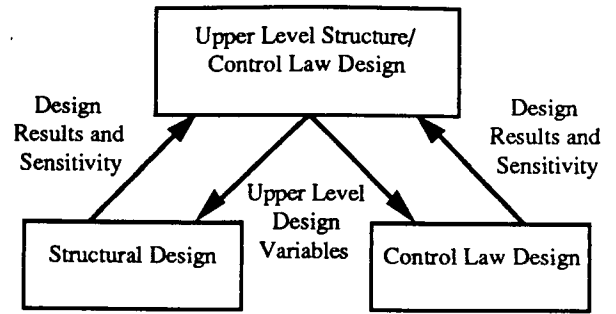 Upper Level Structure/
Control Law Design
Design
Results and
Sensitivity
Design
Results and
Sensitivity
Upper Level
Design
Variables
Structural Design
Control Law Design